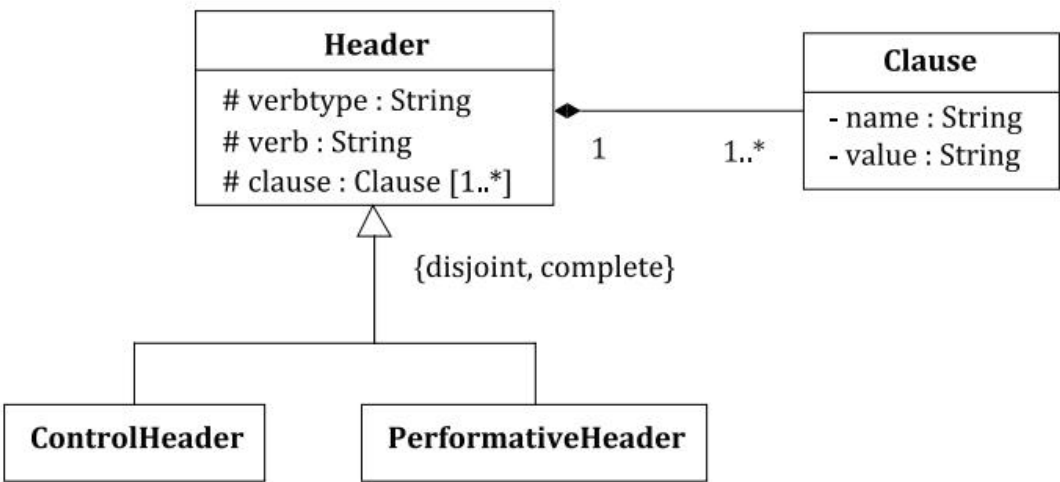 Header
# verbtype : String
# verb : String
# clause : Clause [1..*]
1
1..*
Clause
- name : String
- value : String
{disjoint, complete}
ControlHeader
PerformativeHeader